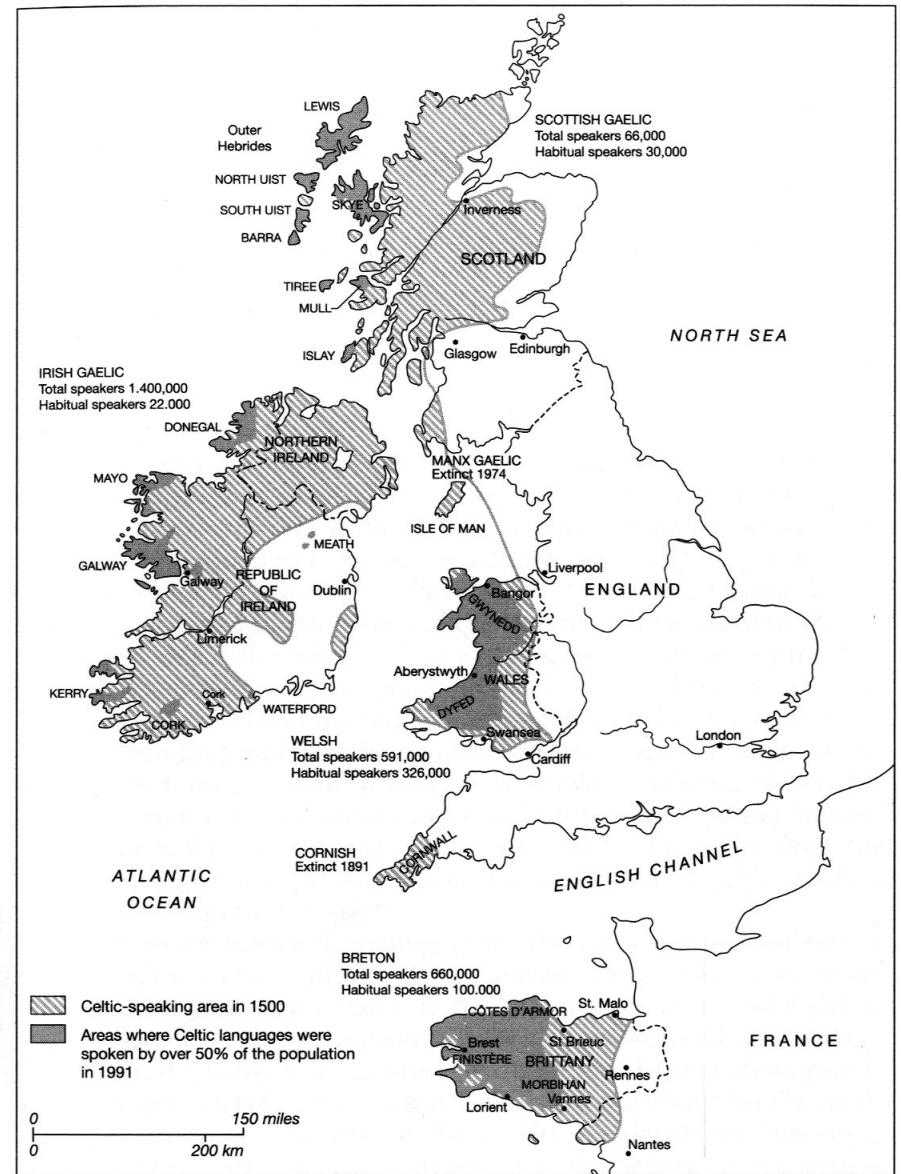 LEWIS
Outer
Hebrides
SCOTTISH GAELIC
Total speakers 66,000
Habitual speakers 30,000
NORTH UIST
SKYE
SOUTH UIST
Inverness
BARRA
SCOTLAND
TIREE
MULL
NORTH SEA
ISLAY
Glasgow
Edinburgh
IRISH GAELIC
Total speakers 1.400,000
Habitual speakers 22.000
DONEGAL
NORTHERN
IRELAND
MANX GAELIC
Extinct 1974
MAYO
ISLE OF MAN
MEATH
GALWAY
Galway
REPUBLIC
OF
IRELAND
Dublin
Liverpool
Bangor
ENGLAND
GWYNEDD
Limerick
Aberystwyth
WALES
KERRY
Cork
DYFED
CORK
WATERFORD
Swansea
London
WELSH
Total speakers 591,000
Habitual speakers 326,000
Cardiff
CORNISH
Extinct 1891
CORNWALL
ATLANTIC
OCEAN
ENGLISH CHANNEL
BRETON
Total speakers 660,000
Habitual speakers 100.000
Celtic-speaking area in 1500
Areas where Celtic languages were
spoken by over 50% of the population
in 1991
CÔTES D'ARMOR
St. Malo
St Brieuc
Brest
FINISTÈRE
BRITTANY
FRANCE
Rennes
MORBIHAN
Vannes
Lorient
Nantes
0 150 miles
0 200 km